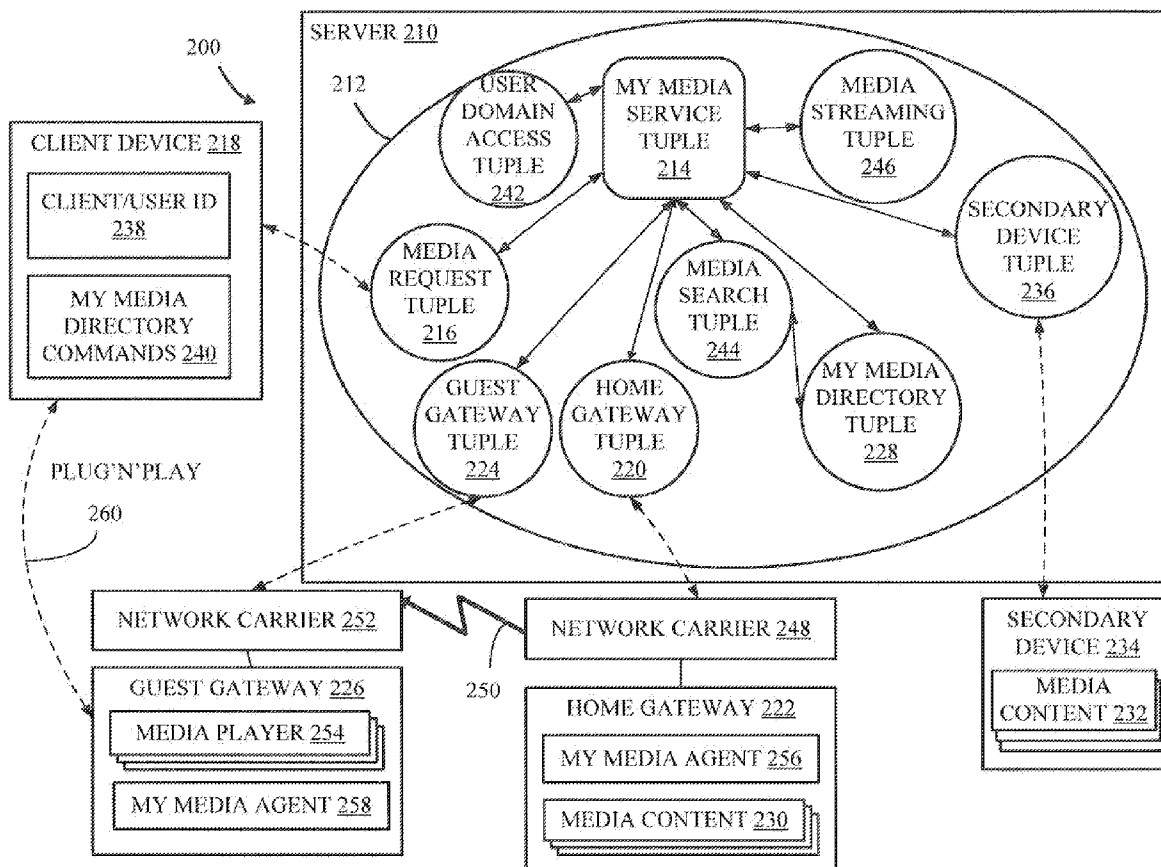 SERVER 210
200
212
USER
DOMAIN
ACCESS
TUPLE
242
MY MEDIA
SERVICE
TUPLE
214
MEDIA
STREAMING
TUPLE
246
CLIENT DEVICE 218
CLIENT/USER ID
238
MY MEDIA
DIRECTORY
COMMANDS 240
MEDIA
REQUEST
TUPLE
216
MEDIA
SEARCH
TUPLE
244
SECONDARY
DEVICE
TUPLE
236
GUEST
GATEWAY
TUPLE
224
HOME
GATEWAY
TUPLE
220
MY MEDIA
DIRECTORY
TUPLE
228
PLUG'N'PLAY
260
NETWORK CARRIER 252
250
NETWORK CARRIER 248
SECONDARY
DEVICE 234
MEDIA
CONTENT 232
GUEST GATEWAY 226
MEDIA PLAYER 254
MY MEDIA AGENT 258
HOME GATEWAY 222
MY MEDIA AGENT 256
MEDIA CONTENT 230